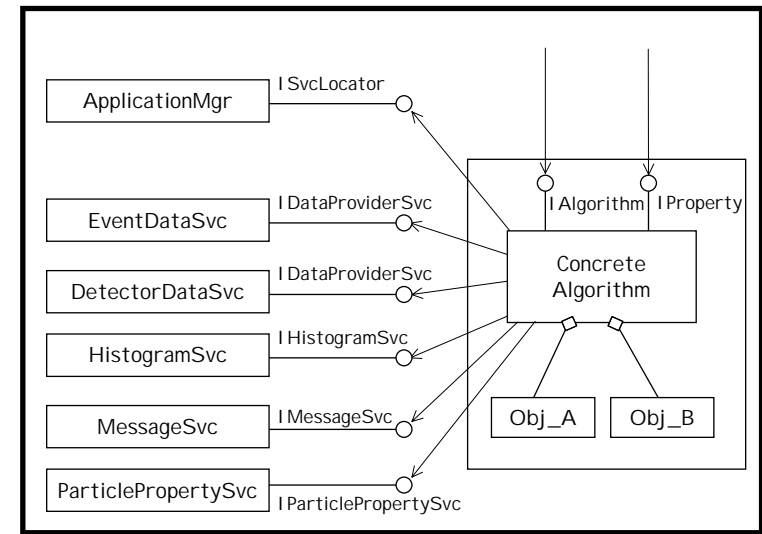 ISvcLocator
ApplicationMgr
IDataProviderSvc
IAlgorithm
IProperty
EventDataSvc
IDataProviderSvc
Concrete
Algorithm
DetectorDataSvc
IHistogramSvc
HistogramSvc
IMessageSvc
Obj_A
Obj_B
MessageSvc
ParticlePropertySvc
IParticlePropertySvc